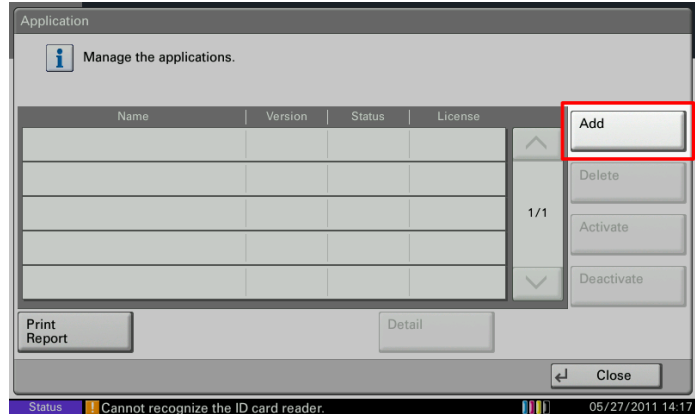 Application
Manage the applications.
Name Version Status License
Add
Delete
1/1
Activate
Deactivate
Print
Report
Detail
Close
Status Cannot recognize the ID card reader. 05/27/2011 14:17